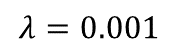 λ = 0.001